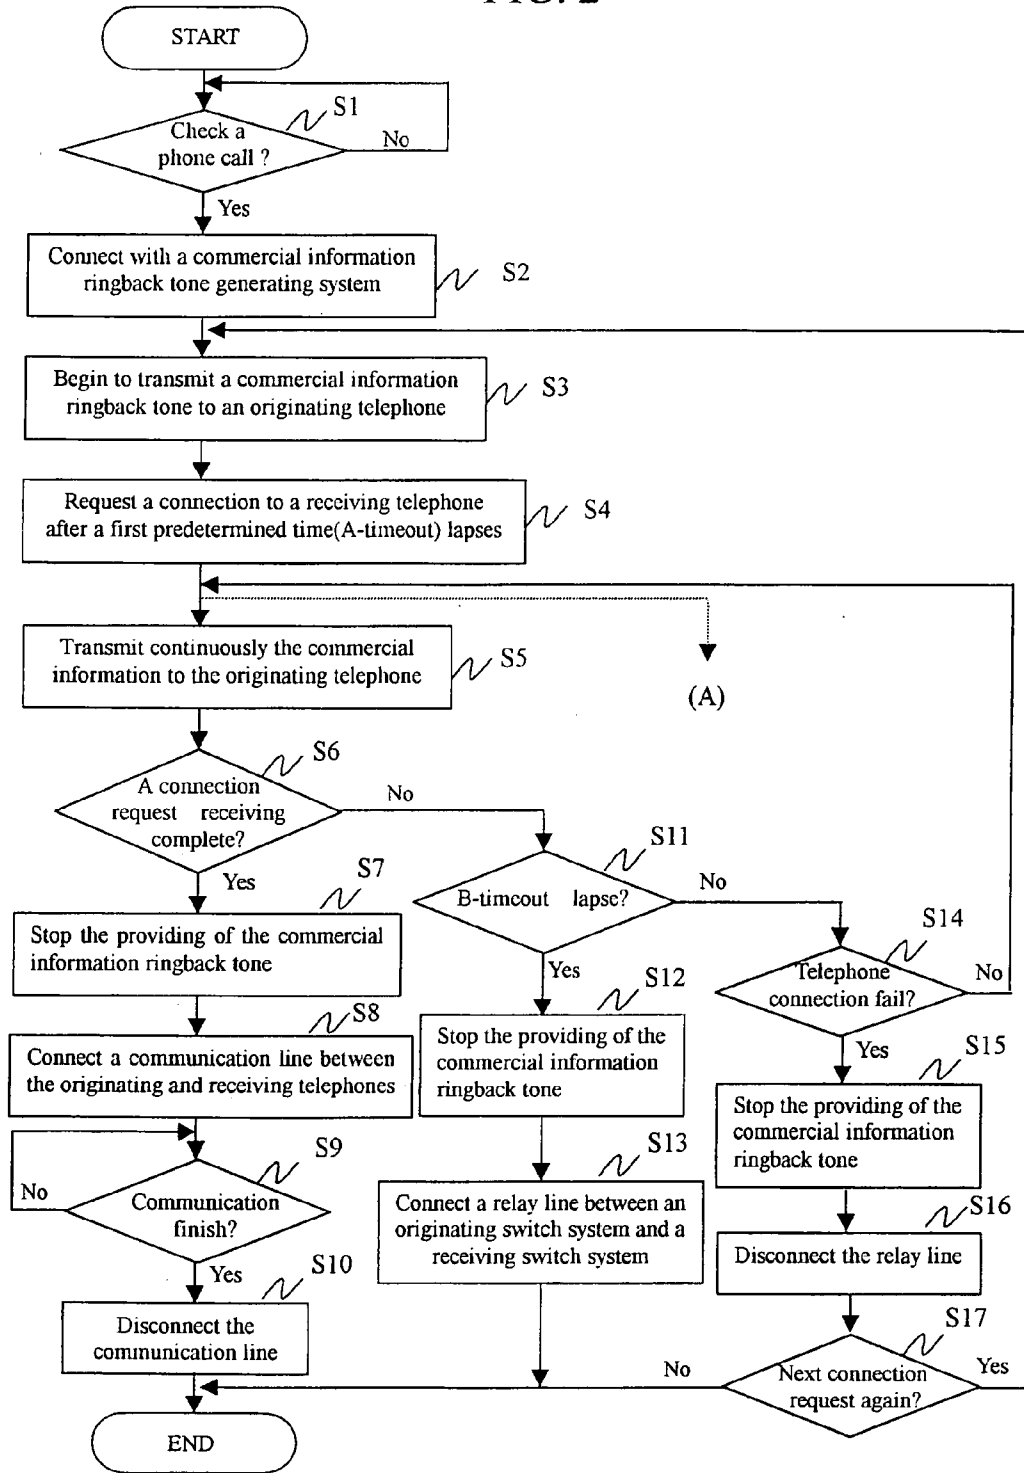 FIG. 2
START
S1
Check a
phone call ?
No
Yes
Connect with a commercial information
ringback tone generating system
S2
Begin to transmit a commercial information
ringback tone to an originating telephone
S3
Request a connection to a receiving telephone
after a first predetermined time(A-timeout) lapses
S4
Transmit continuously the commercial
information to the originating telephone
S5
(A)
S6
A connection
request receiving
complete?
No
Yes
S7
Stop the providing of the commercial
information ringback tone
S8
Connect a communication line between
the originating and receiving telephones
S9
Communication
finish?
No
Yes
S10
Disconnect the
communication line
S11
B-timeout lapse?
No
Yes
S12
Stop the providing of the
commercial information
ringback tone
S13
Connect a relay line between an
originating switch system and a
receiving switch system
S14
Telephone
connection fail?
No
Yes
S15
Stop the providing of the
commercial information
ringback tone
S16
Disconnect the relay line
S17
Next connection
request again?
No
Yes
END